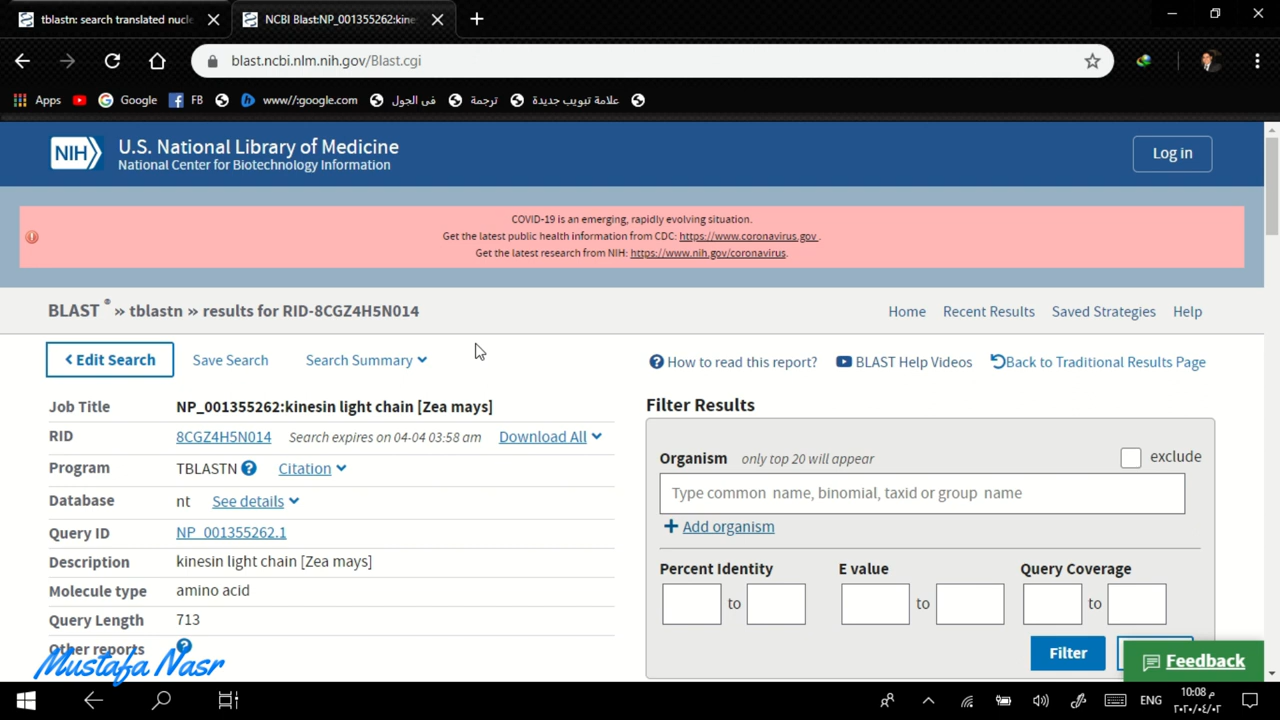 tblastn: search translated nucle
NCBI Blast:NP_001355262:kine
blast.ncbi.nlm.nih.gov/Blast.cgi
Apps Google FB www//:google.com فى الجول ترجمة علامة تبويب جديدة
NIH U.S. National Library of Medicine
National Center for Biotechnology Information
Log in
COVID-19 is an emerging, rapidly evolving situation.
Get the latest public health information from CDC: https://www.coronavirus.gov .
Get the latest research from NIH: https://www.nih.gov/coronavirus.
BLAST ® » tblastn » results for RID-8CGZ4H5N014
Home Recent Results Saved Strategies Help
Edit Search Save Search Search Summary
How to read this report? BLAST Help Videos Back to Traditional Results Page
Job Title NP_001355262:kinesin light chain [Zea mays]
RID 8CGZ4H5N014 Search expires on 04-04 03:58 am Download All
Program TBLASTN Citation
Database nt See details
Query ID NP_001355262.1
Description kinesin light chain [Zea mays]
Molecule type amino acid
Query Length 713
Other reports
Filter Results
Organism only top 20 will appear exclude
Type common name, binomial, taxid or group name
Add organism
Percent Identity E value Query Coverage
to to to
Filter
Feedback
Mustafa Nasr
ENG
10:08 م
٢٠٢٠/٠٤/٠٢